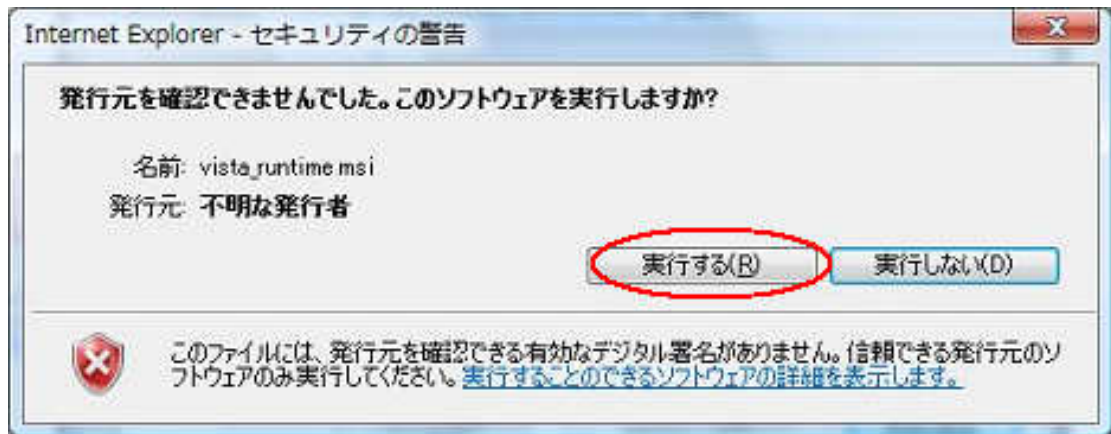 Internet Explorer - セキュリティの警告
発行元を確認できませんでした。このソフトウェアを実行しますか?
名前: vista_runtime.msi
発行元: 不明な発行者
実行する(R) 実行しない(D)
このファイルには、発行元を確認できる有効なデジタル署名がありません。信頼できる発行元のソ
フトウェアのみ実行してください。実行することのできるソフトウェアの詳細を表示します。